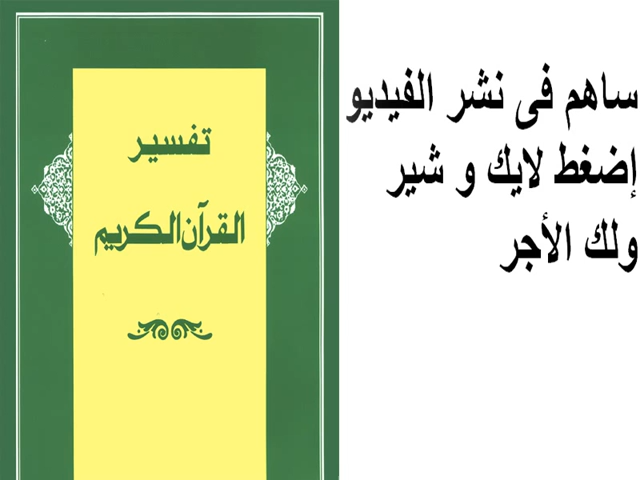 تفسير
القرآن الكريم
ساهم فى نشر الفيديو
إضغط لايك و شير
ولك الأجر